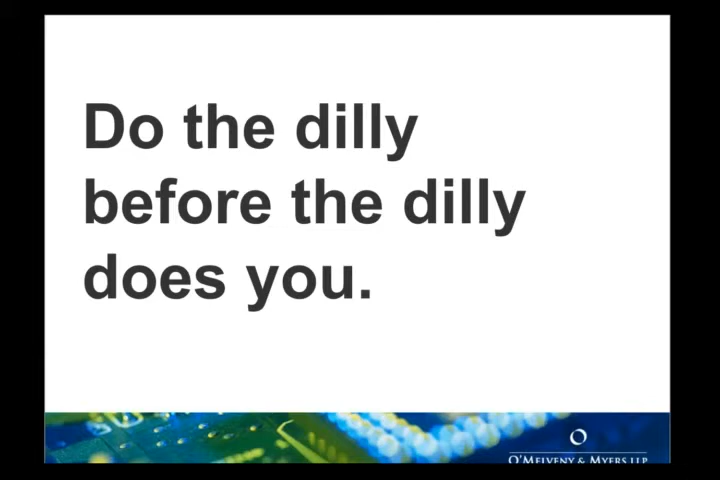 Do the dilly
before the dilly
does you.
O
O'MELVENY & MYERS LLP